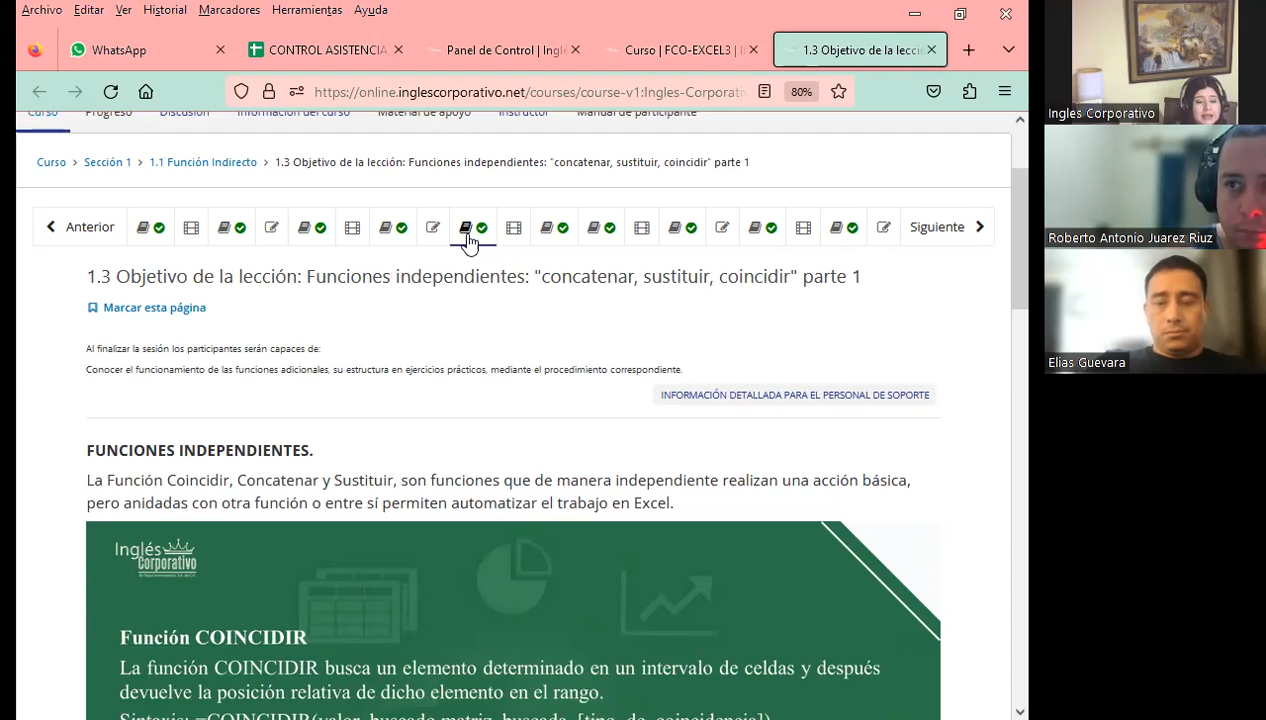 Archivo Editar Ver Historial Marcadores Herramientas Ayuda
WhatsApp
CONTROL ASISTENCIA
Panel de Control | Ingl
Curso | FCO-EXCEL3 | I
1.3 Objetivo de la lecci
https://online.inglescorporativo.net/courses/course-v1:Ingles-Corporati
80%
Curso Progreso Discusión Información del curso Material de apoyo Instructor Manual de participante
Curso Sección 1 1.1 Función Indirecto 1.3 Objetivo de la lección: Funciones independientes: "concatenar, sustituir, coincidir" parte 1
Anterior
Siguiente
1.3 Objetivo de la lección: Funciones independientes: "concatenar, sustituir, coincidir" parte 1
Marcar esta página
Al finalizar la sesión los participantes serán capaces de:
Conocer el funcionamiento de las funciones adicionales, su estructura en ejercicios prácticos, mediante el procedimiento correspondiente.
INFORMACIÓN DETALLADA PARA EL PERSONAL DE SOPORTE
FUNCIONES INDEPENDIENTES.
La Función Coincidir, Concatenar y Sustituir, son funciones que de manera independiente realizan una acción básica,
pero anidadas con otra función o entre sí permiten automatizar el trabajo en Excel.
Inglés
Corporativo
Función COINCIDIR
La función COINCIDIR busca un elemento determinado en un intervalo de celdas y después
devuelve la posición relativa de dicho elemento en el rango.
Sintaxis: =COINCIDIR(valor_buscado,matriz_buscada, [tipo_de_coincidencia])
Ingles Corporativo
Roberto Antonio Juarez Riuz
Elias Guevara